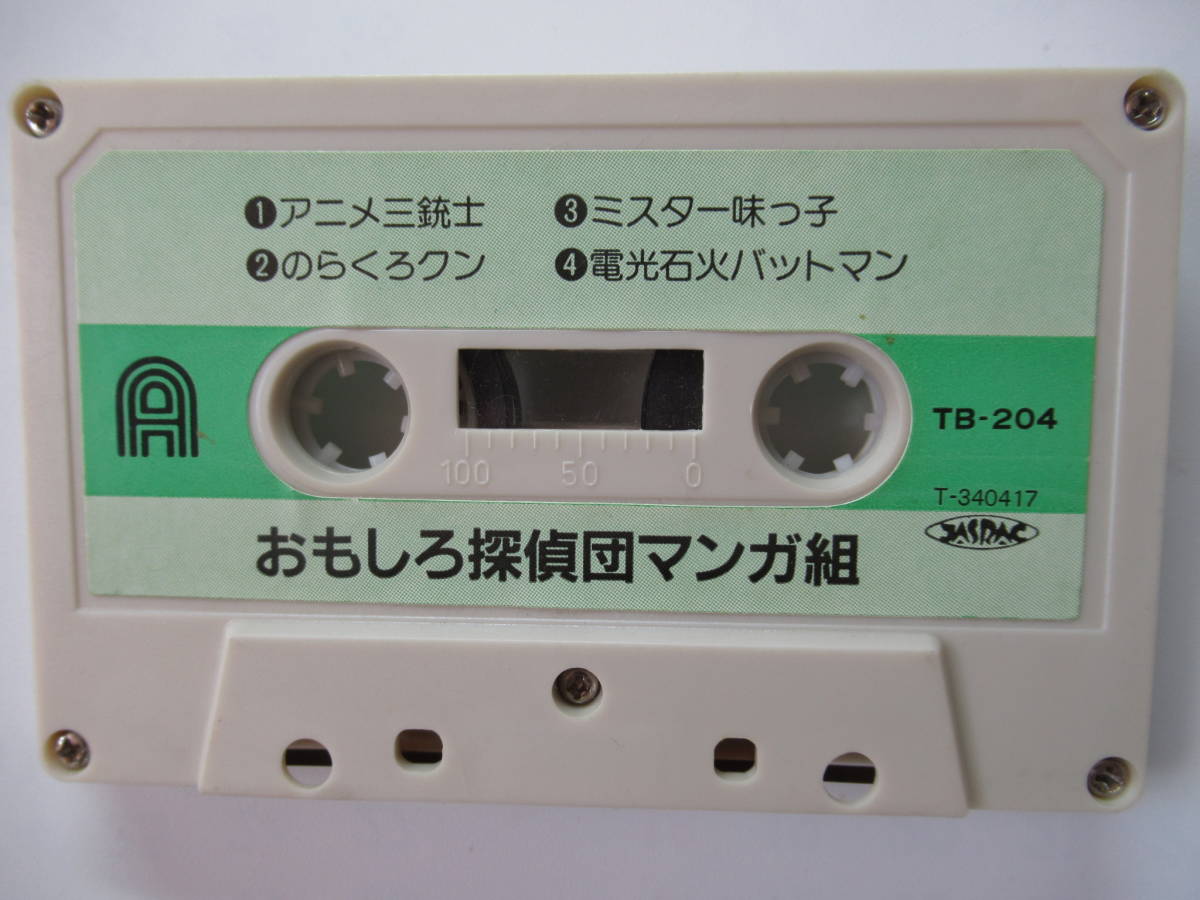 ❶アニメ三銃士
❷のらくろクン
❸ミスター味っ子
❹電光石火バットマン
A
TB-204
100 50 0
T-340417
JASRAC
おもしろ探偵団マンガ組